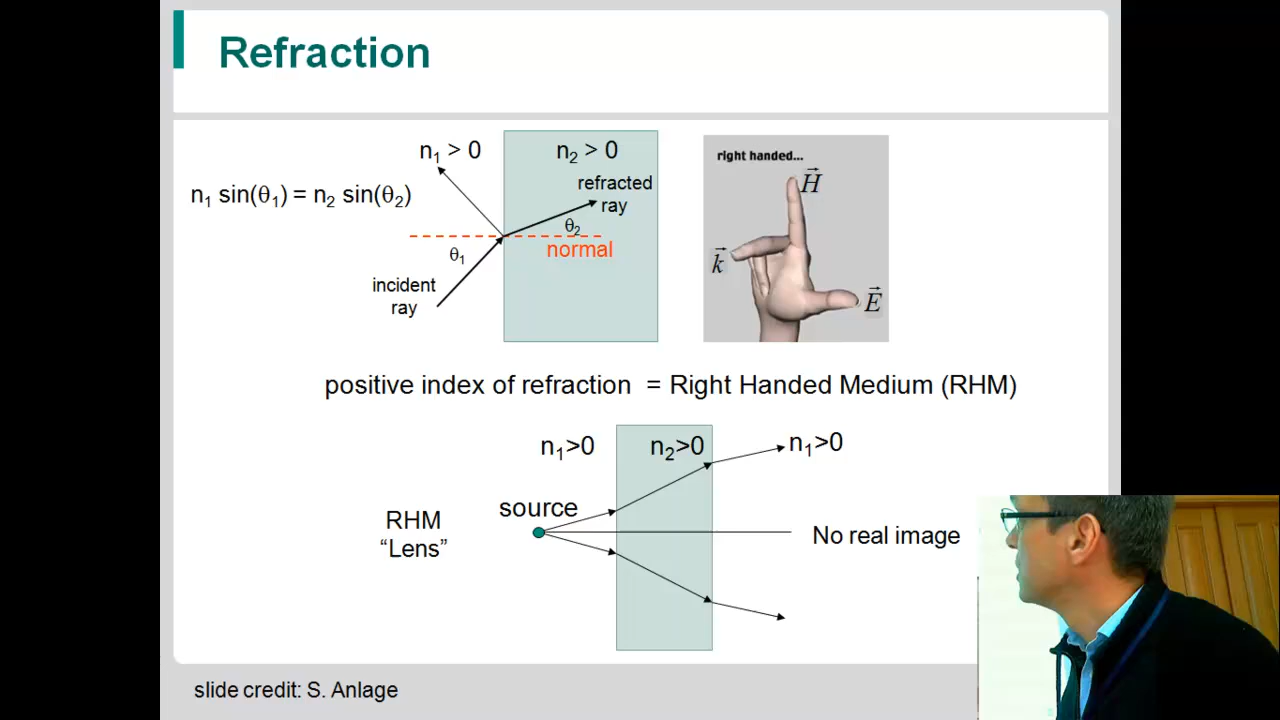 Refraction
n₁ > 0
n₂ > 0
n₁ sin(θ₁) = n₂ sin(θ₂)
refracted
ray
θ₂
normal
θ₁
incident
ray
right handed...
H⃗
k⃗
E⃗
positive index of refraction = Right Handed Medium (RHM)
n₁>0
n₂>0
n₁>0
source
RHM
“Lens”
No real image
slide credit: S. Anlage